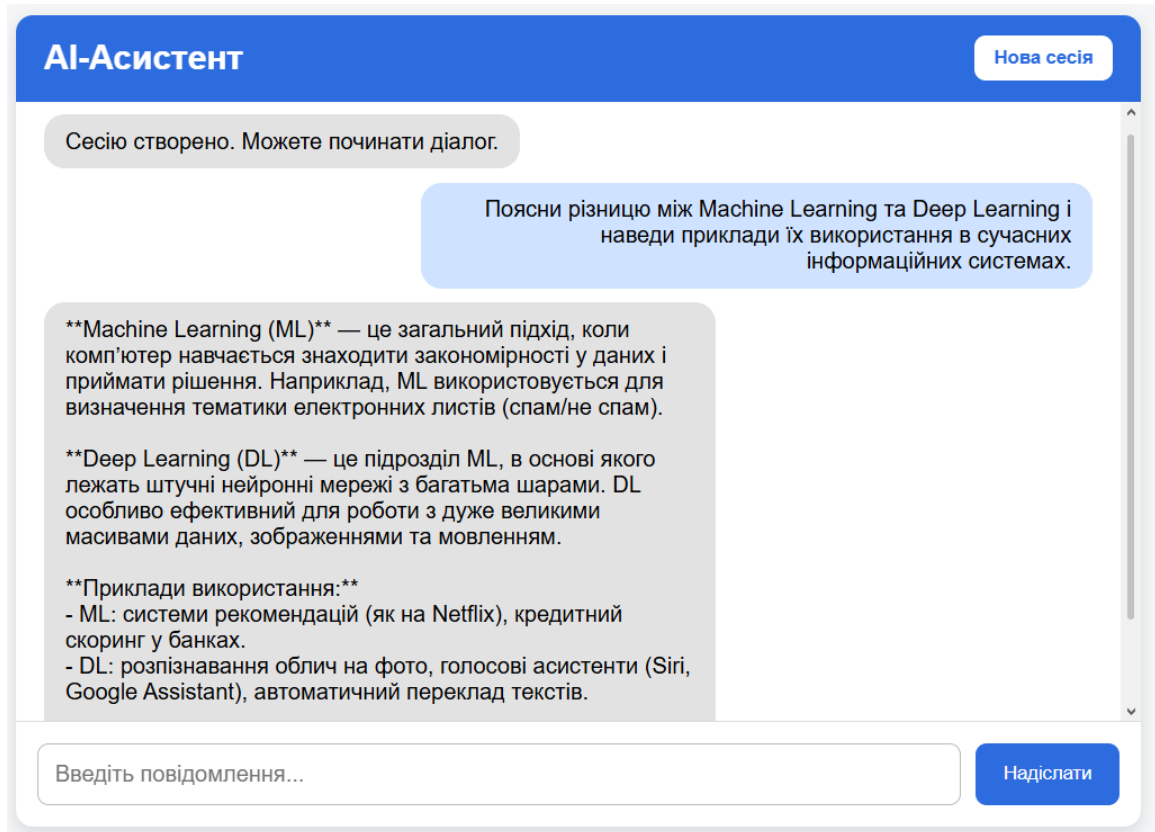 AI-Асистент
Нова сесія
Сесію створено. Можете починати діалог.
Поясни різницю між Machine Learning та Deep Learning і
наведи приклади їх використання в сучасних
інформаційних системах.
**Machine Learning (ML)** — це загальний підхід, коли
комп’ютер навчається знаходити закономірності у даних і
приймати рішення. Наприклад, ML використовується для
визначення тематики електронних листів (спам/не спам).
**Deep Learning (DL)** — це підрозділ ML, в основі якого
лежать штучні нейронні мережі з багатьма шарами. DL
особливо ефективний для роботи з дуже великими
масивами даних, зображеннями та мовленням.
**Приклади використання:**
- ML: системи рекомендацій (як на Netflix), кредитний
скоринг у банках.
- DL: розпізнавання облич на фото, голосові асистенти (Siri,
Google Assistant), автоматичний переклад текстів.
Введіть повідомлення...
Надіслати